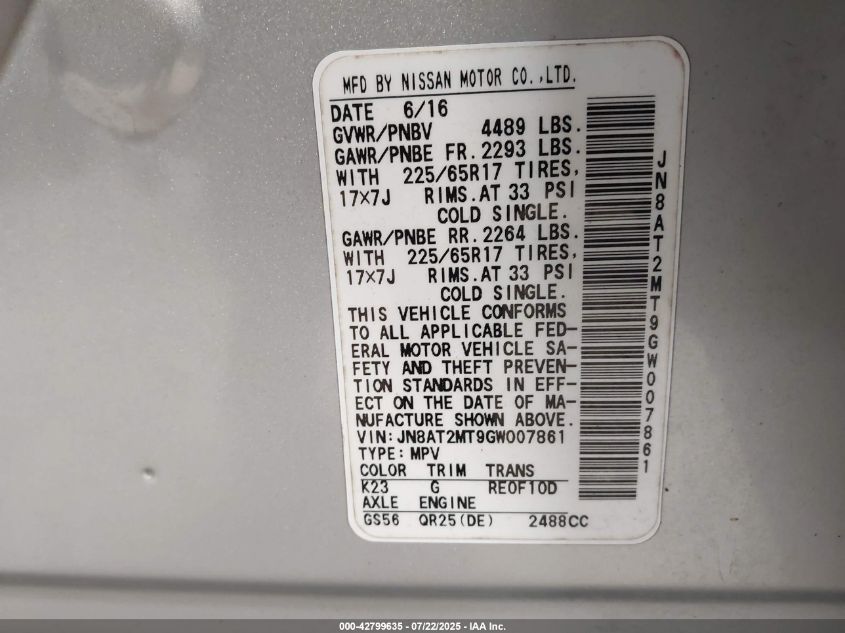 MFD BY NISSAN MOTOR CO.,LTD.
DATE 6/16
GVWR/PNBV 4489 LBS.
GAWR/PNBE FR. 2293 LBS.
WITH 225/65R17 TIRES,
17×7J RIMS. AT 33 PSI
COLD SINGLE.
GAWR/PNBE RR. 2264 LBS.
WITH 225/65R17 TIRES,
17×7J RIMS. AT 33 PSI
COLD SINGLE.
THIS VEHICLE CONFORMS
TO ALL APPLICABLE FED-
ERAL MOTOR VEHICLE SA-
FETY AND THEFT PREVEN-
TION STANDARDS IN EFF-
ECT ON THE DATE OF MA-
NUFACTURE SHOWN ABOVE.
VIN:JN8AT2MT9GW007861
TYPE:MPV
COLOR TRIM TRANS
K23 G RE0F10D
AXLE ENGINE
GS56 QR25(DE) 2488CC
JN8AT2MT9GW007861
000-42799635 - 07/22/2025 - IAA Inc.